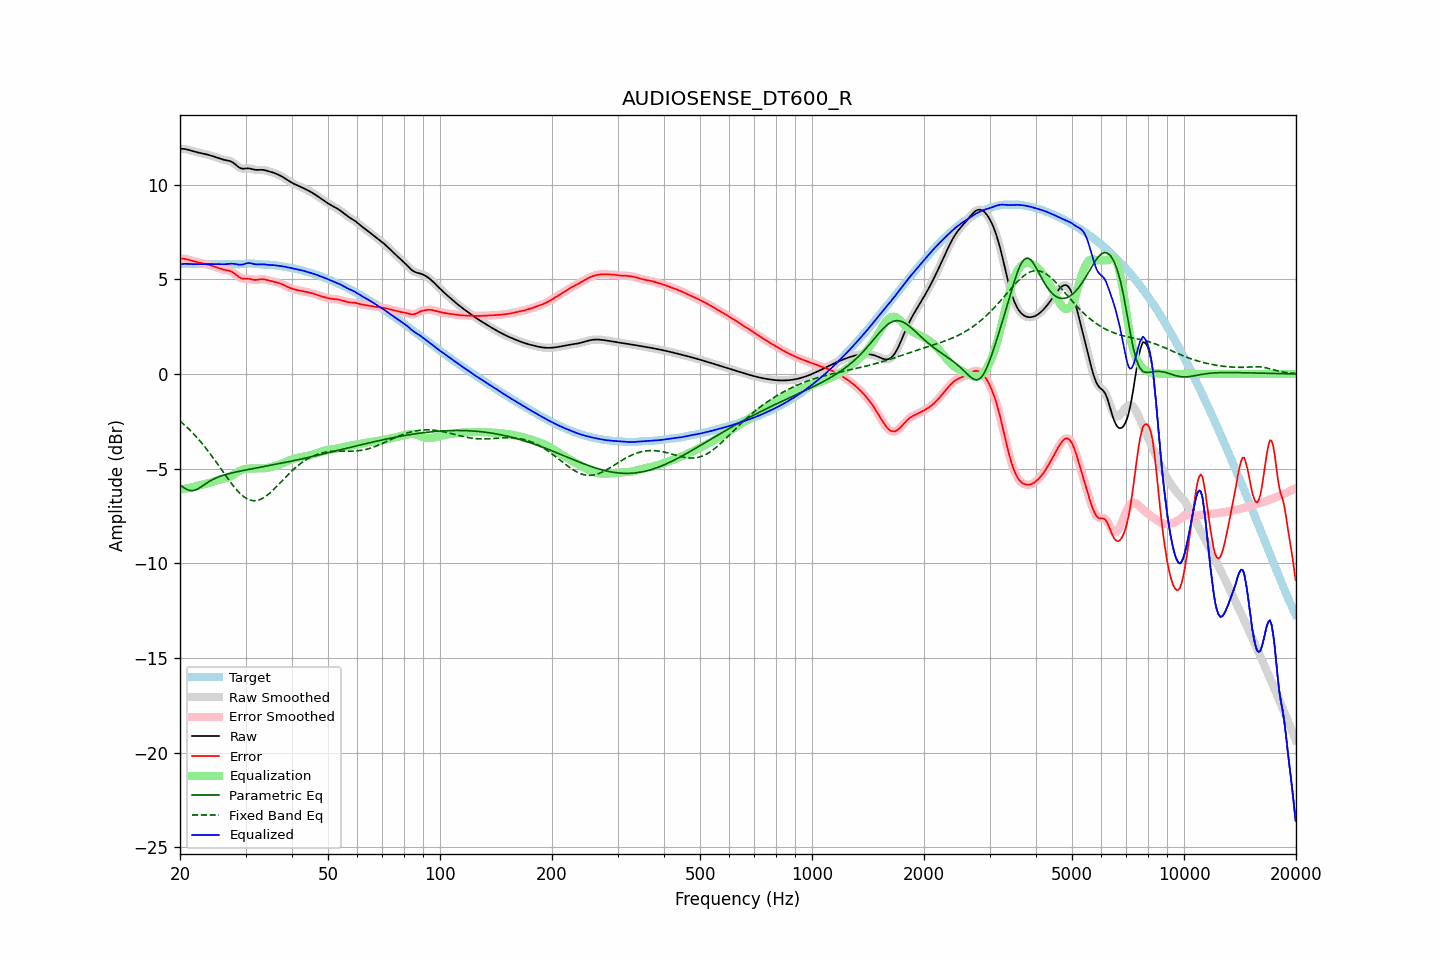 AUDIOSENSE_DT600_R
Amplitude (dBr)
10
5
0
−5
−10
−15
−20
−25
Target
Raw Smoothed
Error Smoothed
Raw
Error
Equalization
Parametric Eq
Fixed Band Eq
Equalized
20 50 100 200 500 1000 2000 5000 10000 20000
Frequency (Hz)